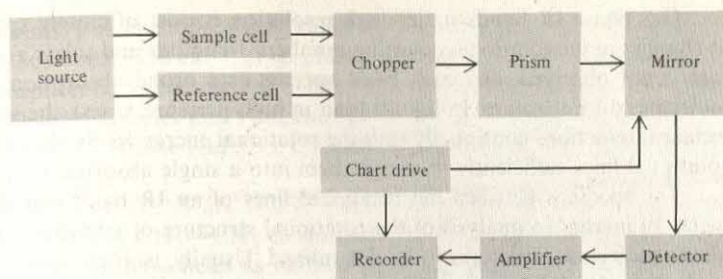 Light
source
Sample cell
Reference cell
Chopper
Prism
Mirror
Chart drive
Recorder
Amplifier
Detector